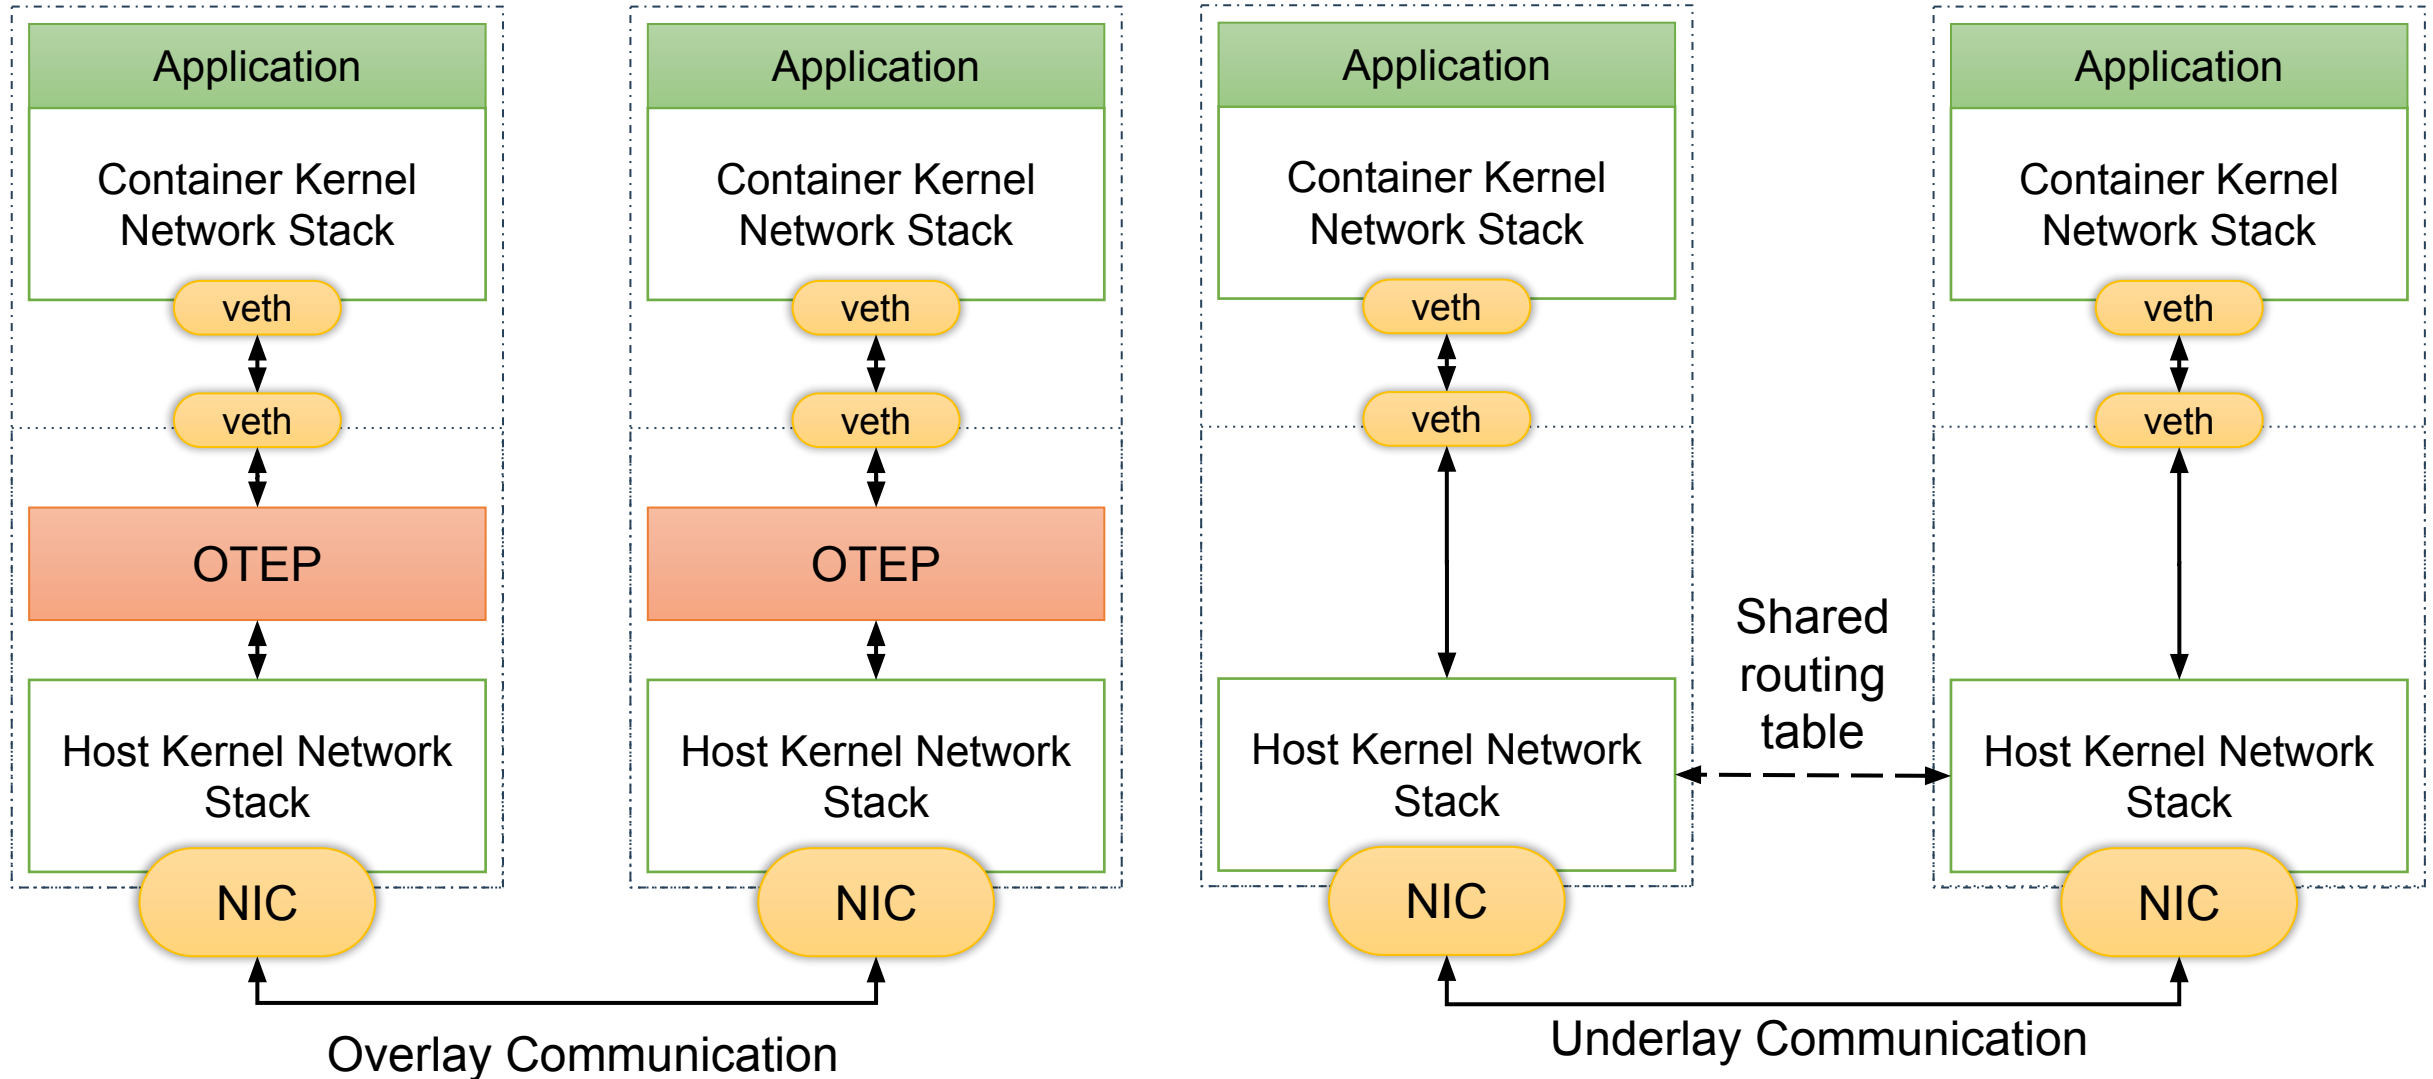 Application
Container Kernel
Network Stack
veth
veth
OTEP
Host Kernel Network
Stack
NIC
Application
Container Kernel
Network Stack
veth
veth
OTEP
Host Kernel Network
Stack
NIC
Overlay Communication
Application
Container Kernel
Network Stack
veth
veth
Host Kernel Network
Stack
NIC
Shared
routing
table
Application
Container Kernel
Network Stack
veth
veth
Host Kernel Network
Stack
NIC
Underlay Communication